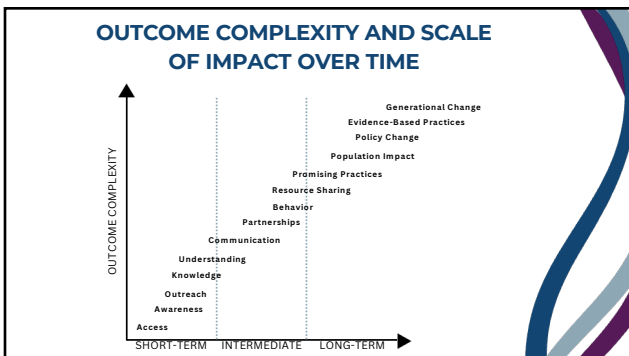 OUTCOME COMPLEXITY AND SCALE
OF IMPACT OVER TIME
OUTCOME COMPLEXITY
Generational Change
Evidence-Based Practices
Policy Change
Population Impact
Promising Practices
Resource Sharing
Behavior
Partnerships
Communication
Understanding
Knowledge
Outreach
Awareness
Access
SHORT-TERM INTERMEDIATE LONG-TERM